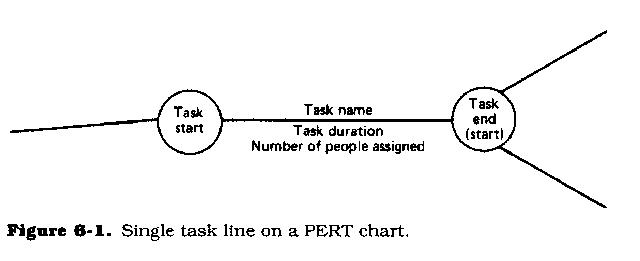 Task
start
Task name
Task duration
Number of people assigned
Task
end
(start)
Figure 6-1. Single task line on a PERT chart.